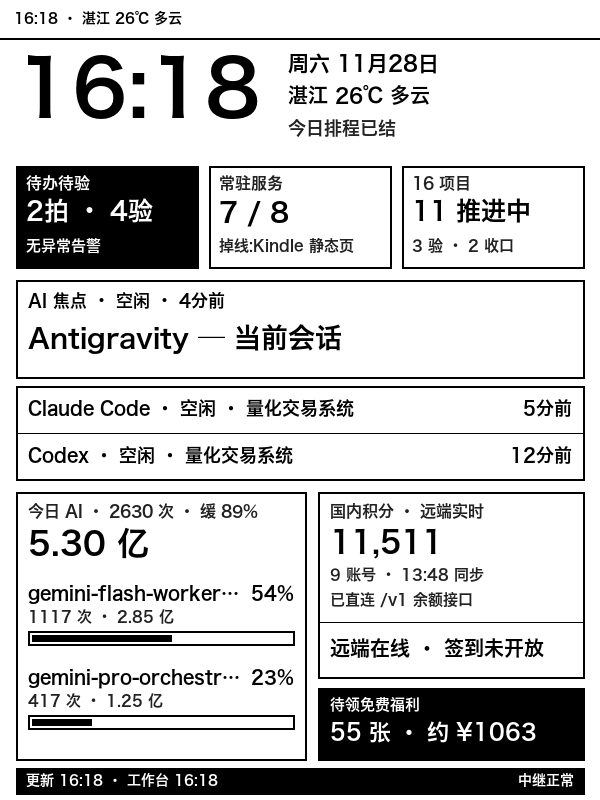 16:18 · 湛江 26℃ 多云
16:18
周六 11月28日
湛江 26℃ 多云
今日排程已结
待办待验
2拍 · 4验
无异常告警
常驻服务
7 / 8
掉线:Kindle 静态页
16 项目
11 推进中
3 验 · 2 收口
AI 焦点 · 空闲 · 4分前
Antigravity — 当前会话
Claude Code · 空闲 · 量化交易系统 5分前
Codex · 空闲 · 量化交易系统 12分前
今日 AI · 2630 次 · 缓 89%
5.30 亿
gemini-flash-worker… 54%
1117 次 · 2.85 亿
gemini-pro-orchestr… 23%
417 次 · 1.25 亿
国内积分 · 远端实时
11,511
9 账号 · 13:48 同步
已直连 /v1 余额接口
远端在线 · 签到未开放
待领免费福利
55 张 · 约 ¥1063
更新 16:18 · 工作台 16:18 中继正常